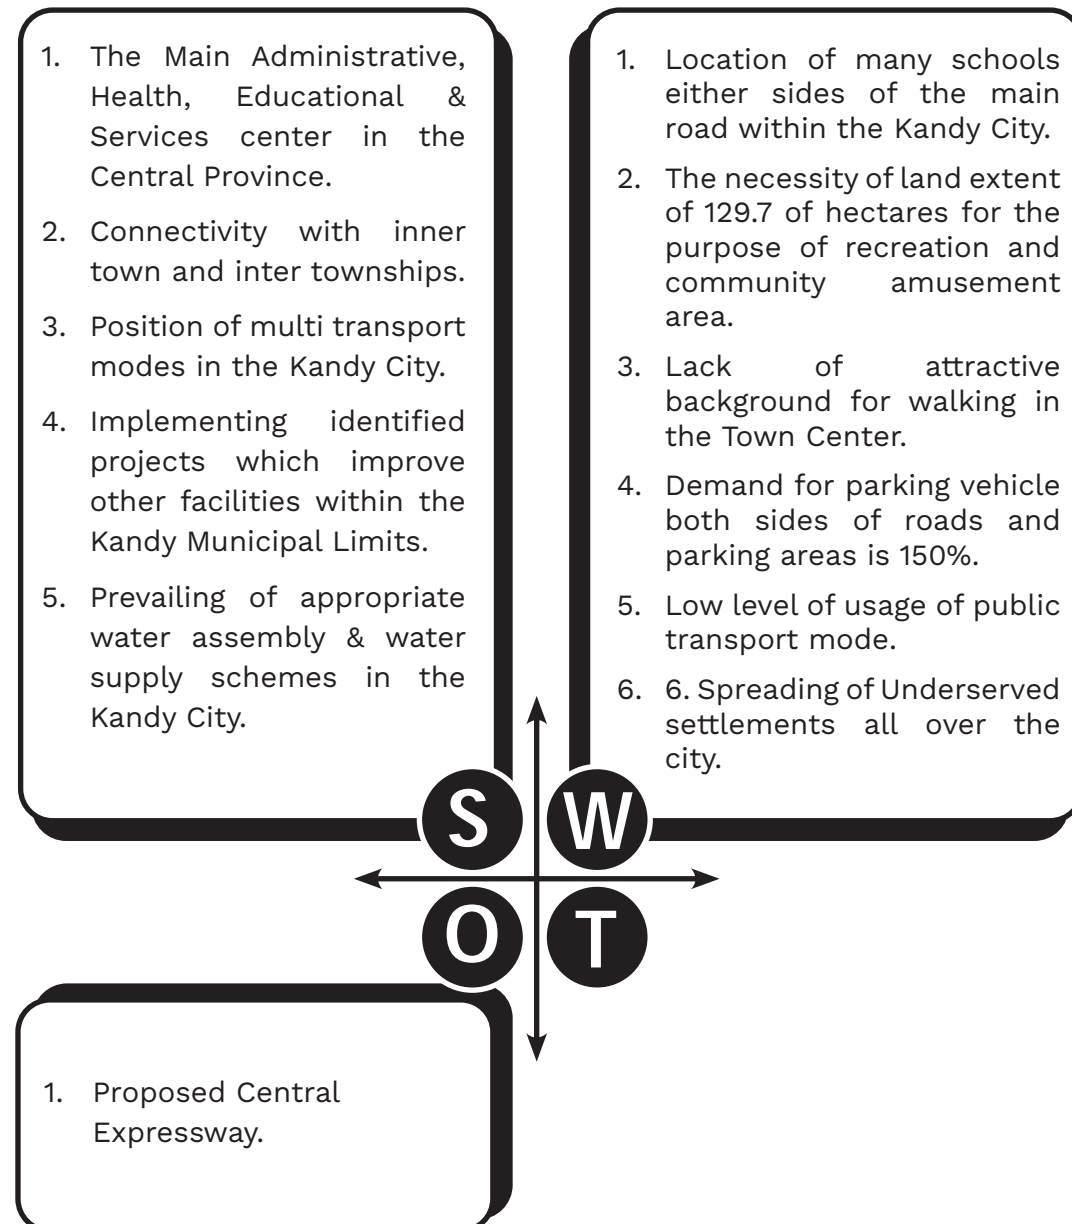 1. The Main Administrative,
Health, Educational &
Services center in the
Central Province.
2. Connectivity with inner
town and inter townships.
3. Position of multi transport
modes in the Kandy City.
4. Implementing identified
projects which improve
other facilities within the
Kandy Municipal Limits.
5. Prevailing of appropriate
water assembly & water
supply schemes in the
Kandy City.
1. Location of many schools
either sides of the main
road within the Kandy City.
2. The necessity of land extent
of 129.7 of hectares for the
purpose of recreation and
community amusement
area.
3. Lack of attractive
background for walking in
the Town Center.
4. Demand for parking vehicle
both sides of roads and
parking areas is 150%.
5. Low level of usage of public
transport mode.
6. 6. Spreading of Underserved
settlements all over the
city.
S W
O T
1. Proposed Central
Expressway.